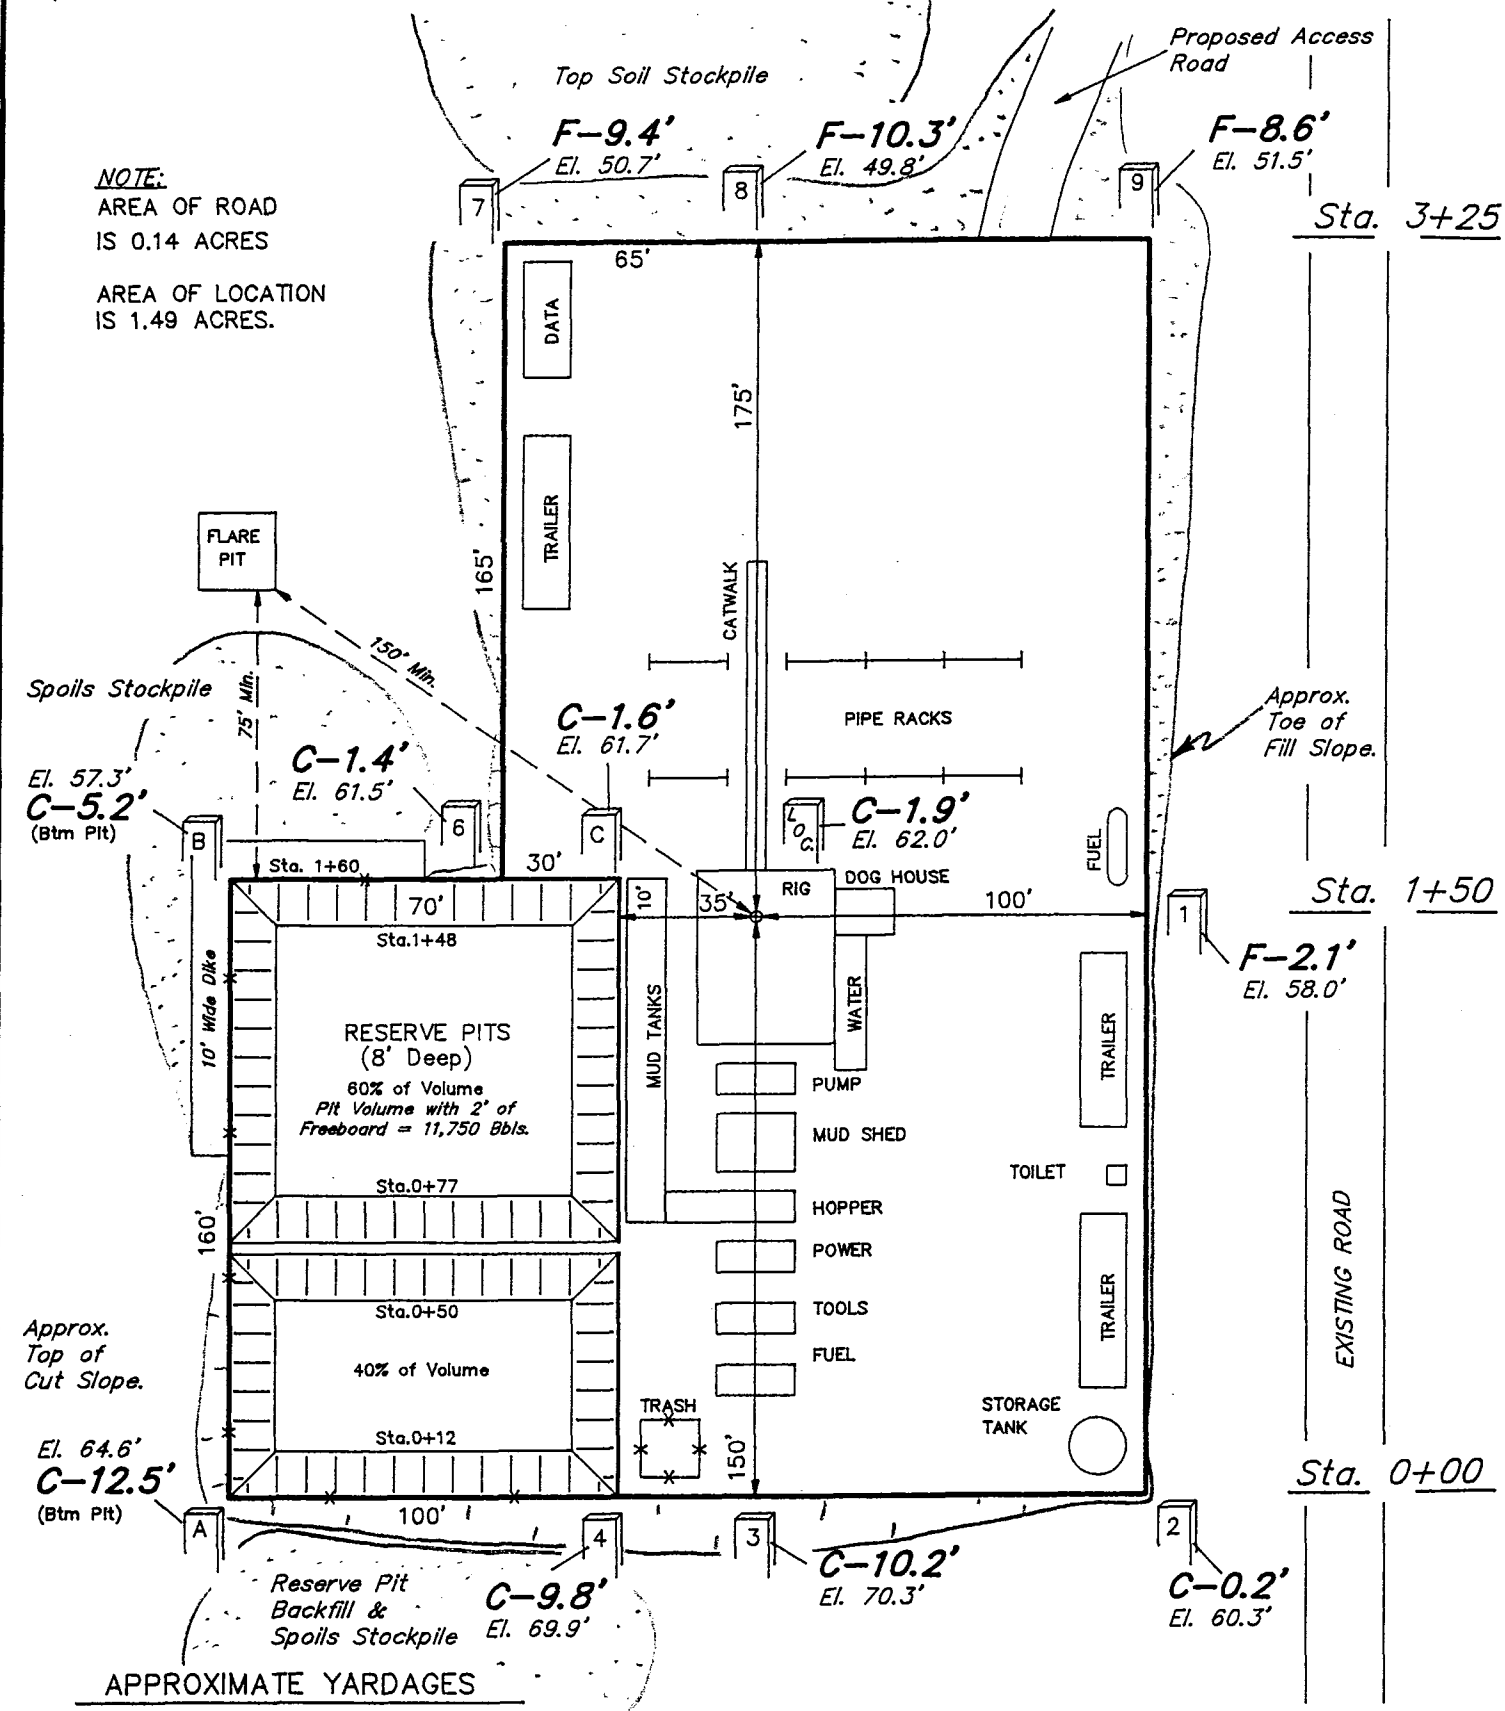 Proposed Access
Road
Top Soil Stockpile
F-9.4'
El. 50.7'
F-10.3'
El. 49.8'
F-8.6'
El. 51.5'
7
8
9
NOTE:
AREA OF ROAD
IS 0.14 ACRES
AREA OF LOCATION
IS 1.49 ACRES.
Sta. 3+25
65'
DATA
175'
TRAILER
165'
FLARE
PIT
CATWALK
150' Min.
75' Min.
Spoils Stockpile
PIPE RACKS
Approx.
Toe of
Fill Slope.
C-1.6'
El. 61.7'
C-1.4'
El. 61.5'
El. 57.3'
C-5.2'
(Btm Pit)
B
6
C
LOC.
C-1.9'
El. 62.0'
FUEL
Sta. 1+60
30'
10'
35'
RIG
DOG HOUSE
100'
Sta. 1+50
1
F-2.1'
El. 58.0'
70'
Sta.1+48
10' Wide Dike
RESERVE PITS
(8' Deep)
60% of Volume
Pit Volume with 2' of
Freeboard = 11,750 Bbls.
MUD TANKS
WATER
TRAILER
PUMP
MUD SHED
TOILET
Sta.0+77
HOPPER
160'
POWER
Sta.0+50
TOOLS
TRAILER
EXISTING ROAD
Approx.
Top of
Cut Slope.
40% of Volume
FUEL
TRASH
STORAGE
TANK
Sta.0+12
150'
El. 64.6'
C-12.5'
(Btm Pit)
Sta. 0+00
A
100'
4
3
2
C-10.2'
El. 70.3'
C-0.2'
El. 60.3'
Reserve Pit
Backfill &
Spoils Stockpile
C-9.8'
El. 69.9'
APPROXIMATE YARDAGES